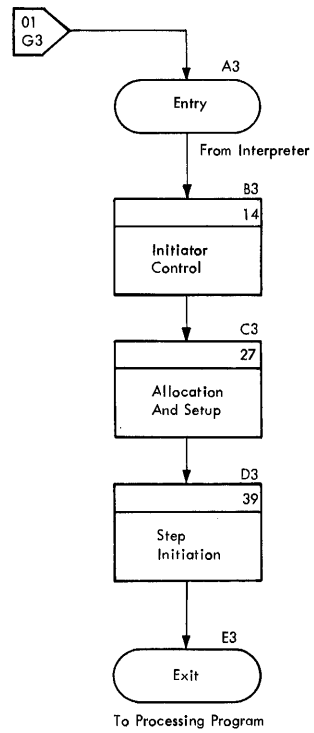 01
G3
A3
Entry
From Interpreter
B3
14
Initiator
Control
C3
27
Allocation
And Setup
D3
39
Step
Initiation
E3
Exit
To Processing Program